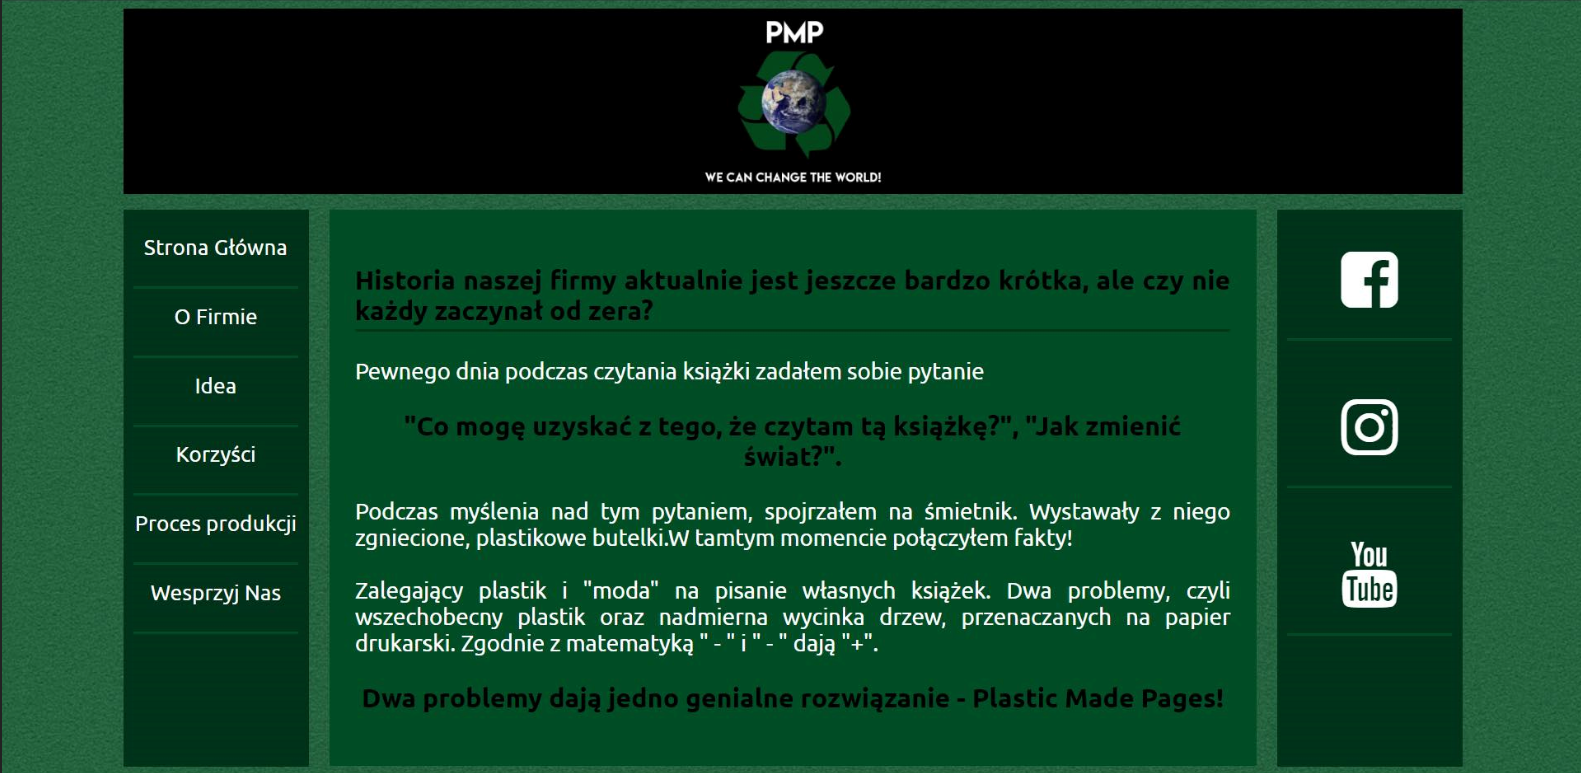 PMP
WE CAN CHANGE THE WORLD!
Strona Główna
O Firmie
Idea
Korzyści
Proces produkcji
Wesprzyj Nas
Historia naszej firmy aktualnie jest jeszcze bardzo krótka, ale czy nie
każdy zaczynał od zera?
Pewnego dnia podczas czytania książki zadałem sobie pytanie
"Co mogę uzyskać z tego, że czytam tą książkę?", "Jak zmienić
świat?".
Podczas myślenia nad tym pytaniem, spojrzałem na śmietnik. Wystawały z niego
zgniecione, plastikowe butelki.W tamtym momencie połączyłem fakty!
Zalegający plastik i "moda" na pisanie własnych książek. Dwa problemy, czyli
wszechobecny plastik oraz nadmierna wycinka drzew, przenaczanych na papier
drukarski. Zgodnie z matematyką " - " i " - " dają "+".
Dwa problemy dają jedno genialne rozwiązanie - Plastic Made Pages!
You
Tube